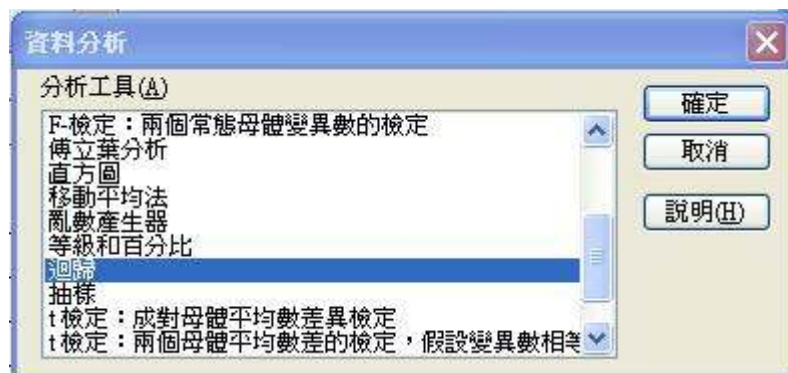 資料分析
分析工具(A)
F-檢定：兩個常態母體變異數的檢定
傅立葉分析
直方圖
移動平均法
亂數產生器
等級和百分比
迴歸
抽樣
t 檢定：成對母體平均數差異檢定
t 檢定：兩個母體平均數差的檢定，假設變異數相等
確定
取消
說明(H)